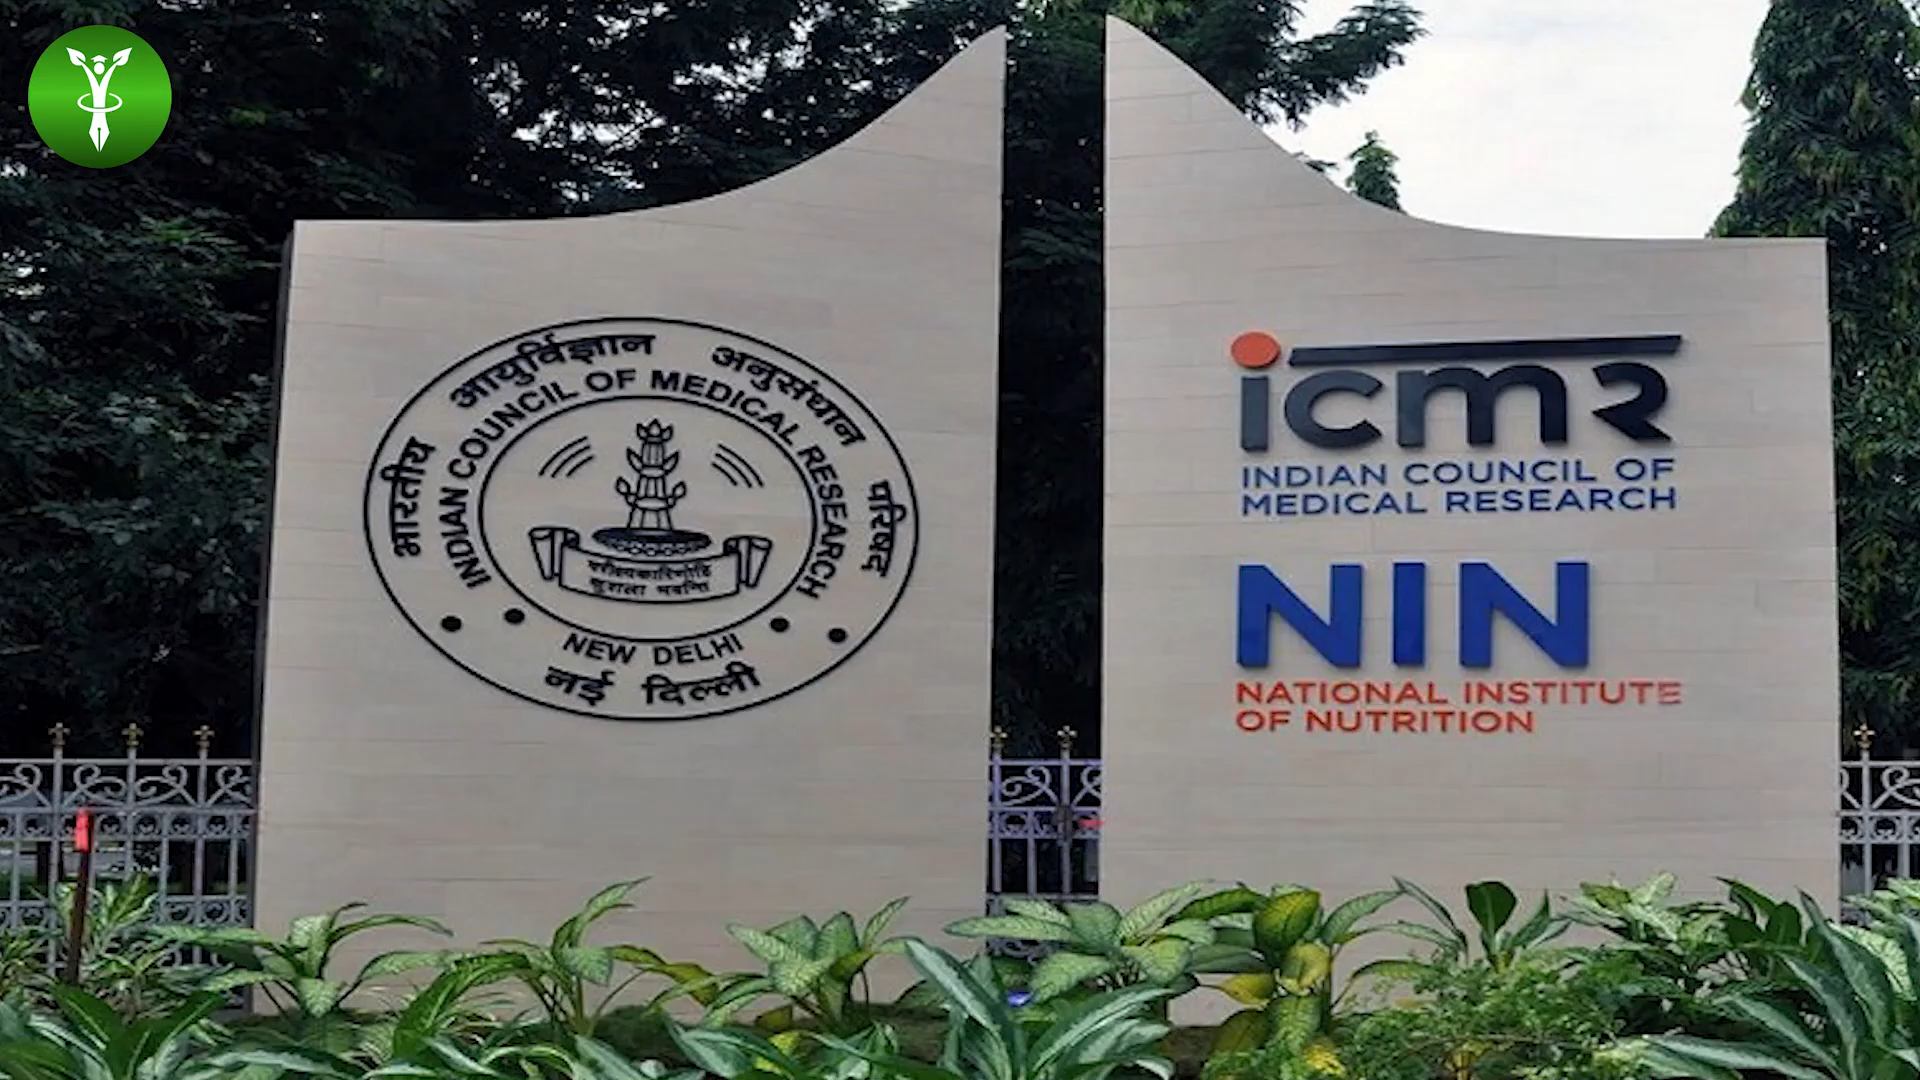 भारतीय आयुर्विज्ञान अनुसंधान परिषद
INDIAN COUNCIL OF MEDICAL RESEARCH
NEW DELHI
नई दिल्ली
icmr
INDIAN COUNCIL OF
MEDICAL RESEARCH
NIN
NATIONAL INSTITUTE
OF NUTRITION